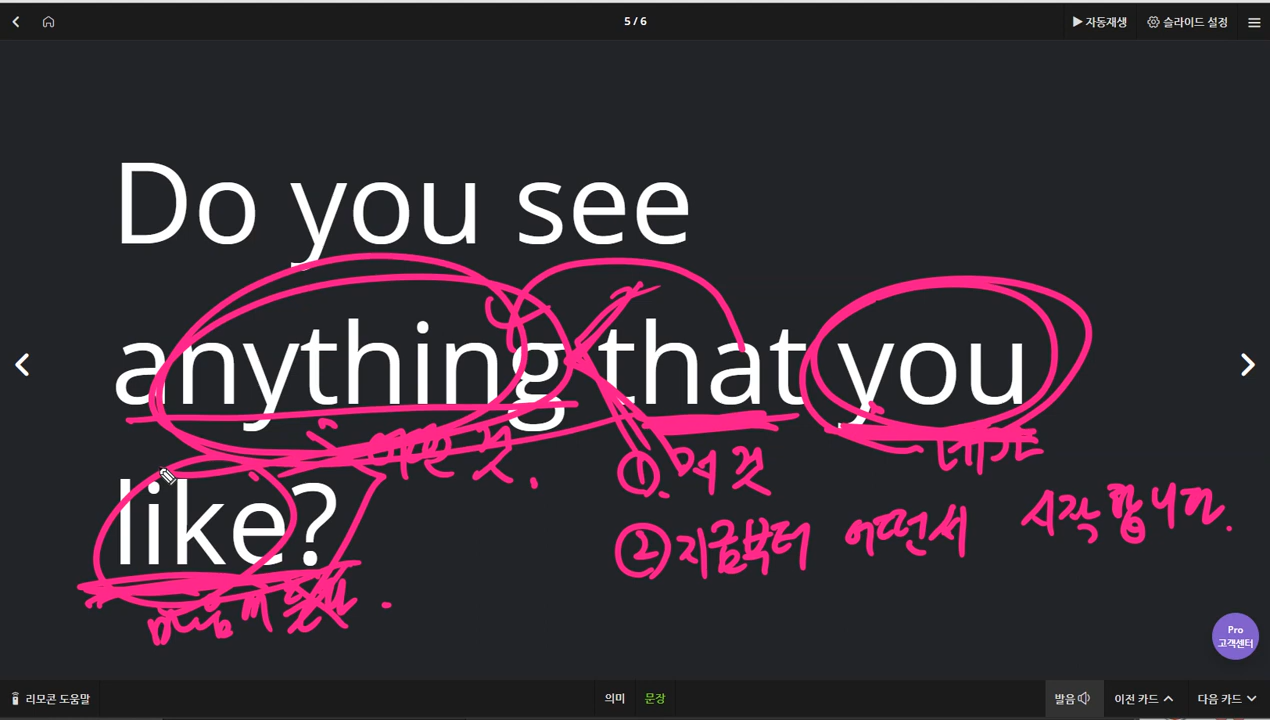 5 / 6
자동재생
슬라이드 설정
Do you see
anything that you
like?
어떤 것.
네가
① 저 것
② 지금부터 어떤 시작합니다.
마음에
Pro
고객센터
리모콘 도움말
의미
문장
발음
이전 카드
다음 카드